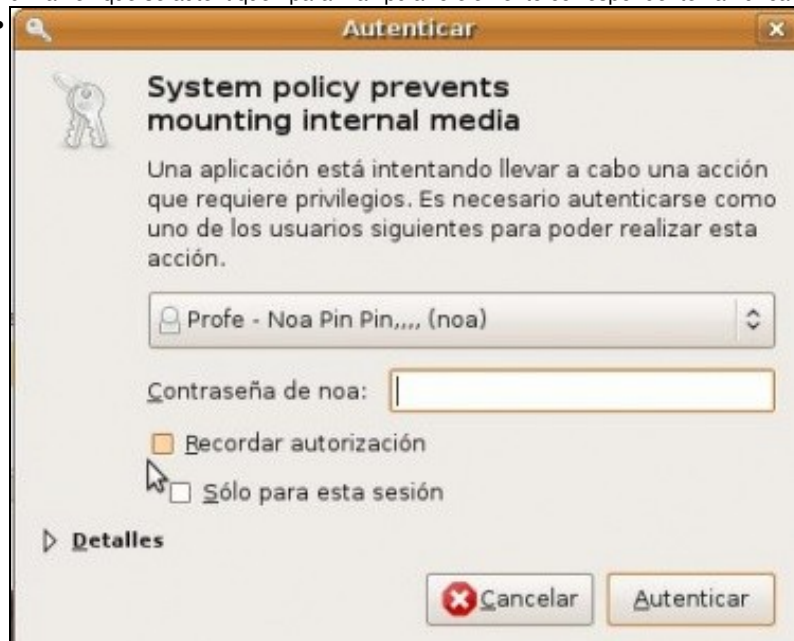 Autenticar
System policy prevents
mounting internal media
Una aplicación está intentando llevar a cabo una acción
que requiere privilegios. Es necesario autenticarse como
uno de los usuarios siguientes para poder realizar esta
acción.
Profe - Noa Pin Pin,,,, (noa)
Contraseña de noa:
Recordar autorización
Sólo para esta sesión
Detalles
Cancelar
Autenticar